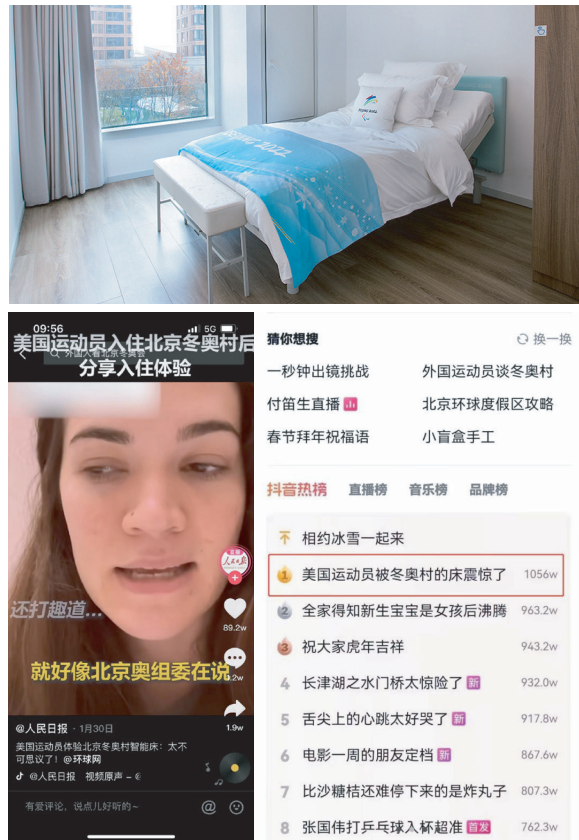 BEIJING 2022
09:56
5G
美国运动员入住北京冬奥村后
外国人看北京冬奥会
分享入住体验
还打趣道...
89.2w
就好像北京奥组委在说
1.9w
@人民日报 · 1月30日
美国运动员体验北京冬奥村智能床：太不
可思议了！@环球网
@人民日报 视频原声 -
有爱评论，说点儿好听的~
猜你想搜
换一换
一秒钟出镜挑战 外国运动员谈冬奥村
付笛生直播 北京环球度假区攻略
春节拜年祝福语 小盲盒手工
抖音热榜 直播榜 音乐榜 品牌榜
相约冰雪一起来
1 美国运动员被冬奥村的床震惊了 1056w
2 全家得知新生宝宝是女孩后沸腾 963.2w
3 祝大家虎年吉祥 943.2w
4 长津湖之水门桥太惊险了 新 932.0w
5 舌尖上的心跳太好哭了 新 917.8w
6 电影一周的朋友定档 新 867.6w
7 比沙糖桔还难停下来的是炸丸子 807.3w
8 张国伟打乒乓球入杯超准 首发 762.3w